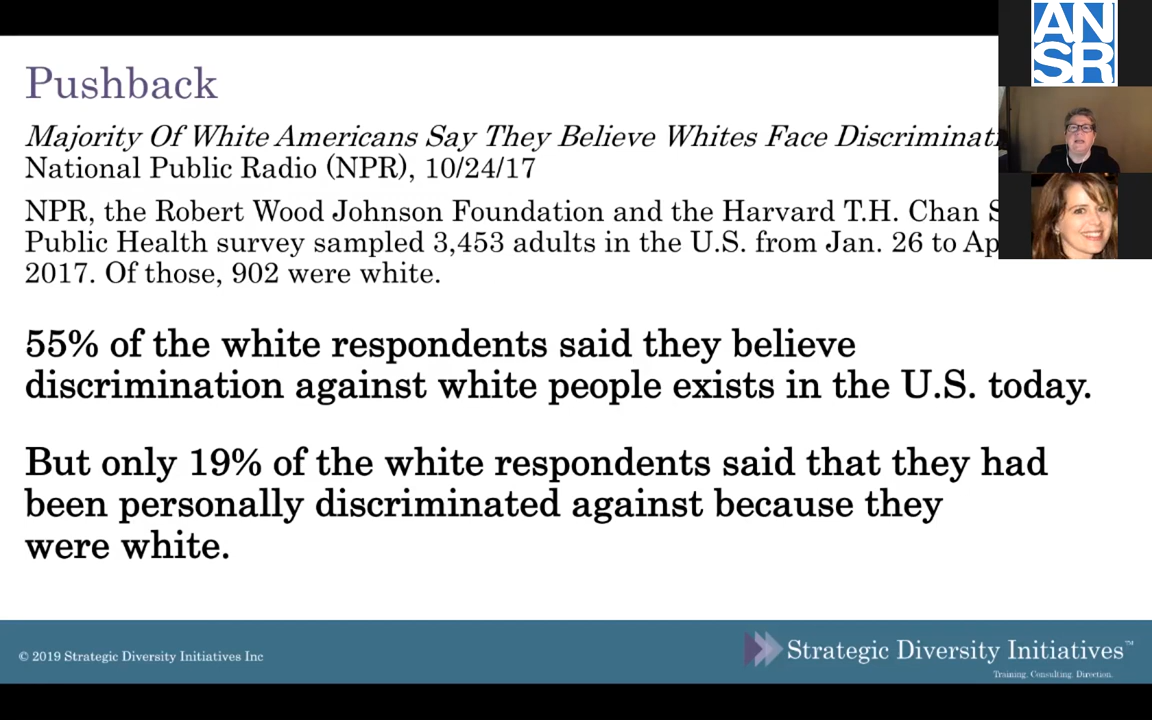 Pushback
Majority Of White Americans Say They Believe Whites Face Discriminati
National Public Radio (NPR), 10/24/17
NPR, the Robert Wood Johnson Foundation and the Harvard T.H. Chan S
Public Health survey sampled 3,453 adults in the U.S. from Jan. 26 to Ap
2017. Of those, 902 were white.
55% of the white respondents said they believe
discrimination against white people exists in the U.S. today.
But only 19% of the white respondents said that they had
been personally discriminated against because they
were white.
© 2019 Strategic Diversity Initiatives Inc
Strategic Diversity Initiatives™
Training. Consulting. Direction.
AN
SR